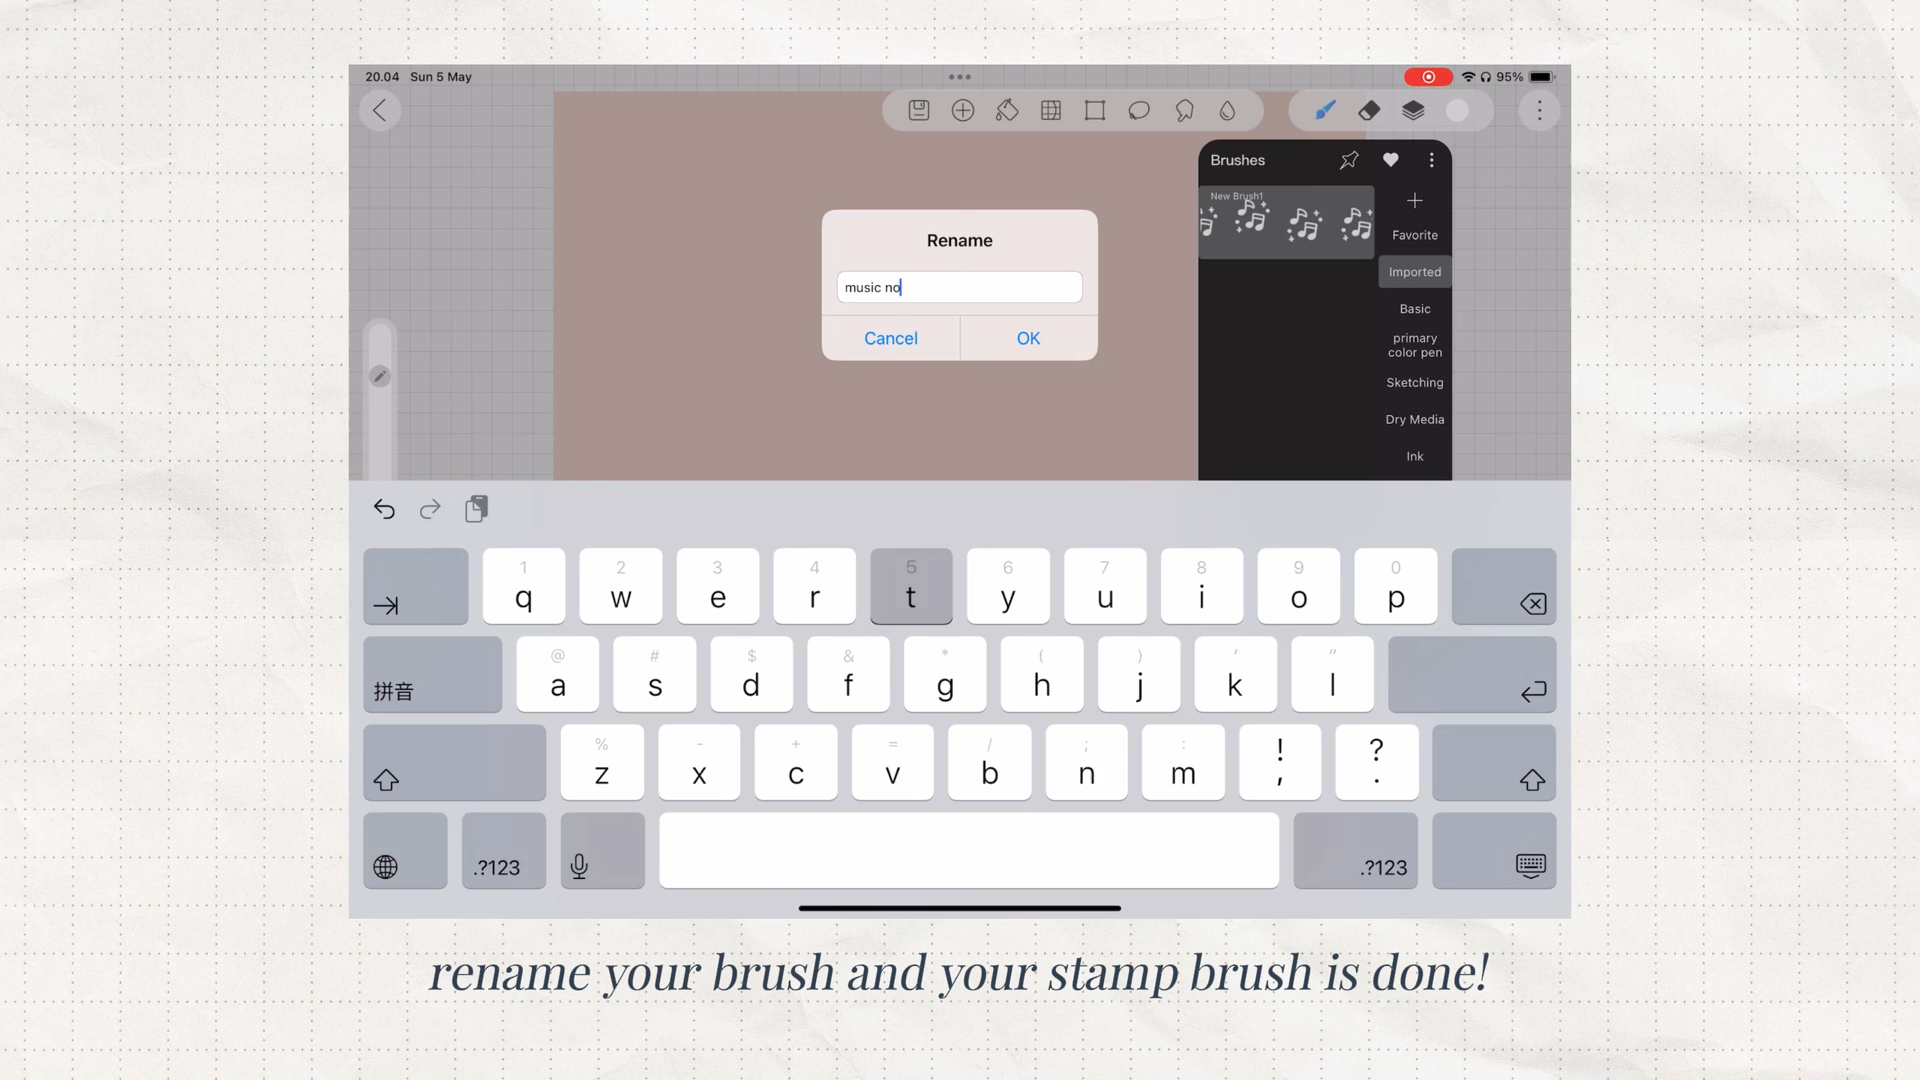 20.04 Sun 5 May
95%
Brushes
New Brush1
Favorite
Imported
Basic
primary
color pen
Sketching
Dry Media
Ink
Rename
music no
Cancel OK
1 2 3 4 5 6 7 8 9 0
q w e r t y u i o p
@ # $ & * ( ) ' "
拼音 a s d f g h j k l
% - + = / ; : ! ?
z x c v b n m , .
.?123 .?123
rename your brush and your stamp brush is done!